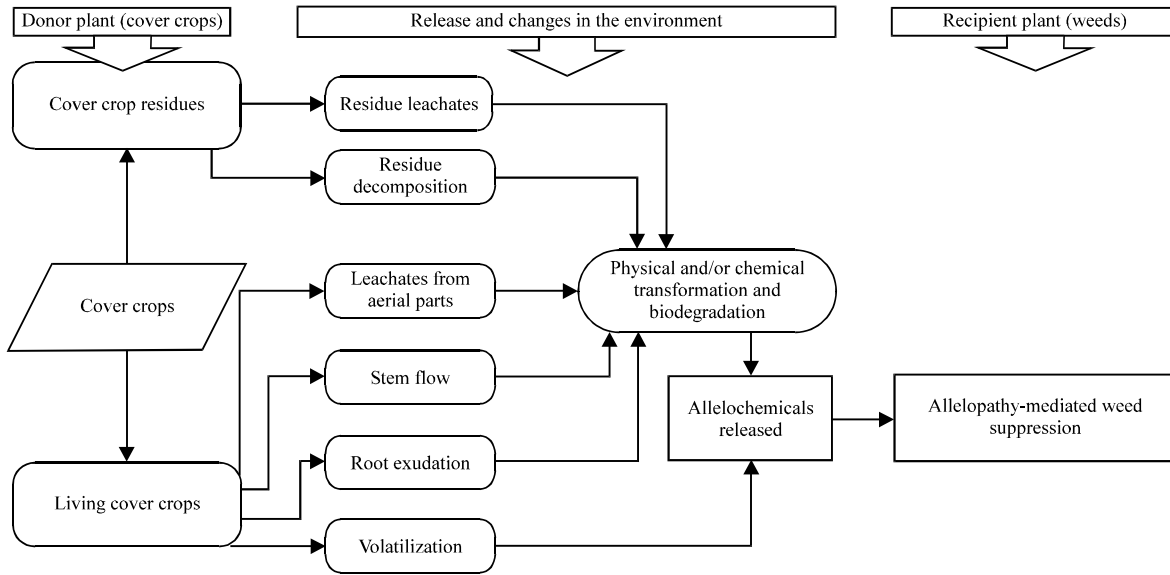 Donor plant (cover crops)
Release and changes in the environment
Recipient plant (weeds)
Cover crop residues
Residue leachates
Residue
decomposition
Cover crops
Leachates from
aerial parts
Physical and/or chemical
transformation and
biodegradation
Stem flow
Allelochemicals
released
Allelopathy-mediated weed
suppression
Root exudation
Living cover crops
Volatilization